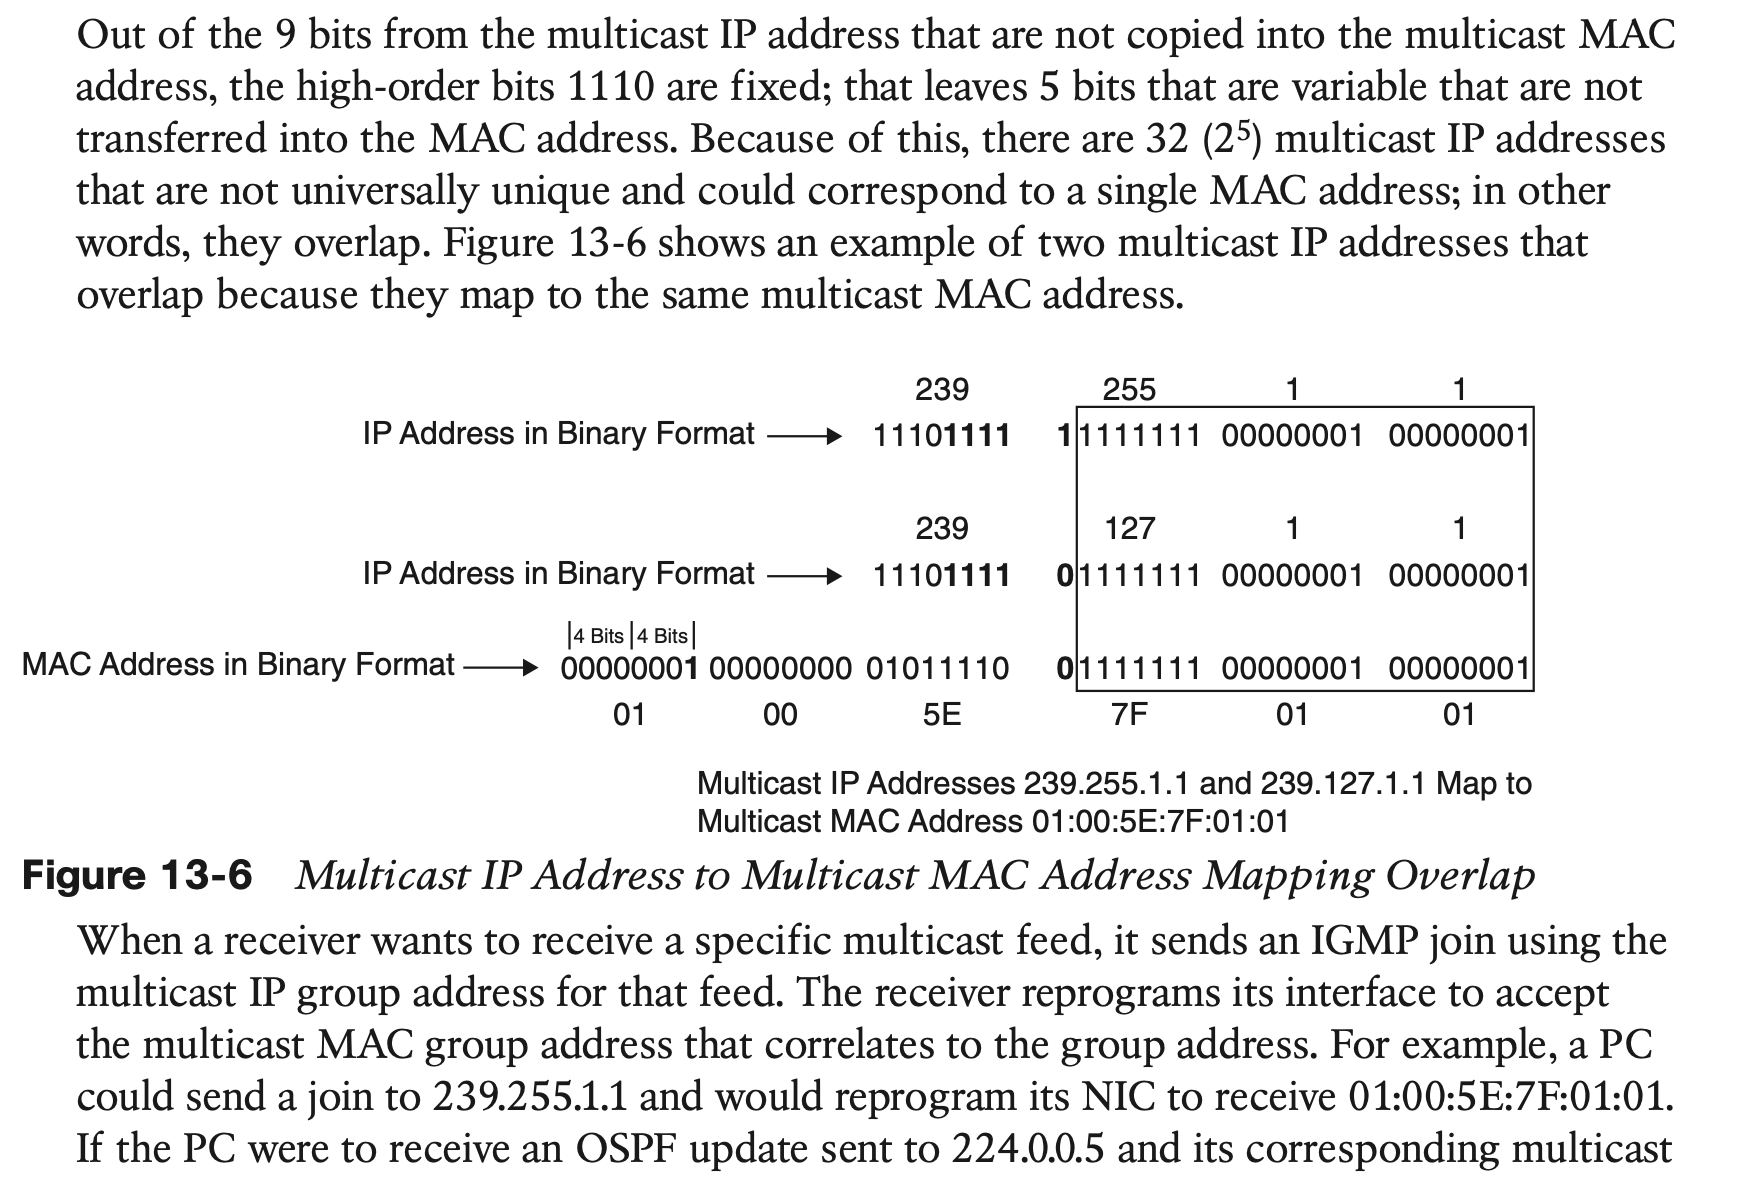 Out of the 9 bits from the multicast IP address that are not copied into the multicast MAC
address, the high-order bits 1110 are fixed; that leaves 5 bits that are variable that are not
transferred into the MAC address. Because of this, there are 32 (2⁵) multicast IP addresses
that are not universally unique and could correspond to a single MAC address; in other
words, they overlap. Figure 13-6 shows an example of two multicast IP addresses that
overlap because they map to the same multicast MAC address.
239 255 1 1
IP Address in Binary Format 11101111 11111111 00000001 00000001
239 127 1 1
IP Address in Binary Format 11101111 01111111 00000001 00000001
|4 Bits|4 Bits|
MAC Address in Binary Format 00000001 00000000 01011110 01111111 00000001 00000001
01 00 5E 7F 01 01
Multicast IP Addresses 239.255.1.1 and 239.127.1.1 Map to
Multicast MAC Address 01:00:5E:7F:01:01
Figure 13-6 Multicast IP Address to Multicast MAC Address Mapping Overlap
When a receiver wants to receive a specific multicast feed, it sends an IGMP join using the
multicast IP group address for that feed. The receiver reprograms its interface to accept
the multicast MAC group address that correlates to the group address. For example, a PC
could send a join to 239.255.1.1 and would reprogram its NIC to receive 01:00:5E:7F:01:01.
If the PC were to receive an OSPF update sent to 224.0.0.5 and its corresponding multicast